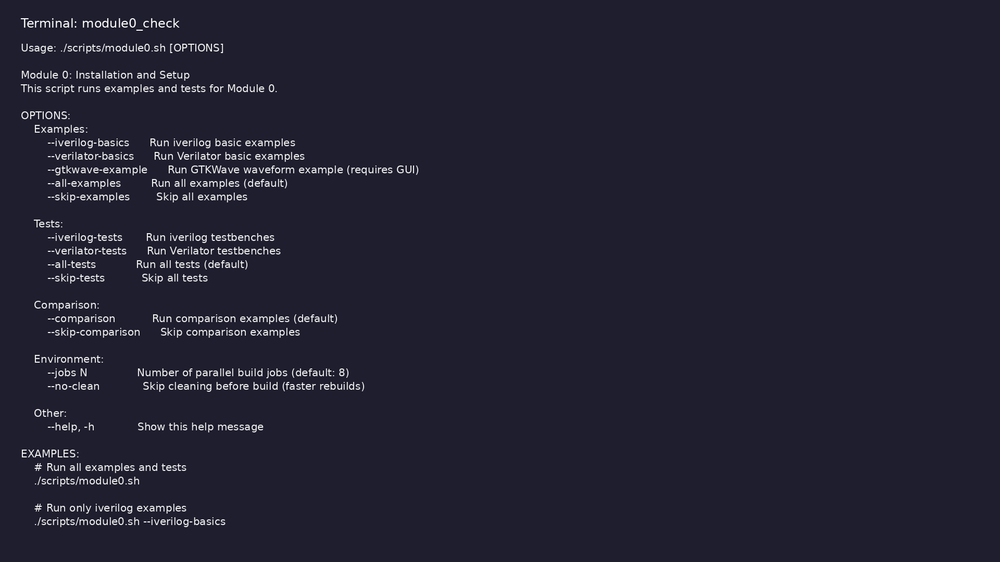 Terminal: module0_check
Usage: ./scripts/module0.sh [OPTIONS]
Module 0: Installation and Setup
This script runs examples and tests for Module 0.
OPTIONS:
Examples:
--iverilog-basics      Run iverilog basic examples
--verilator-basics      Run Verilator basic examples
--gtkwave-example      Run GTKWave waveform example (requires GUI)
--all-examples         Run all examples (default)
--skip-examples        Skip all examples
Tests:
--iverilog-tests       Run iverilog testbenches
--verilator-tests      Run Verilator testbenches
--all-tests            Run all tests (default)
--skip-tests           Skip all tests
Comparison:
--comparison           Run comparison examples (default)
--skip-comparison      Skip comparison examples
Environment:
--jobs N               Number of parallel build jobs (default: 8)
--no-clean             Skip cleaning before build (faster rebuilds)
Other:
--help, -h             Show this help message
EXAMPLES:
# Run all examples and tests
./scripts/module0.sh
# Run only iverilog examples
./scripts/module0.sh --iverilog-basics